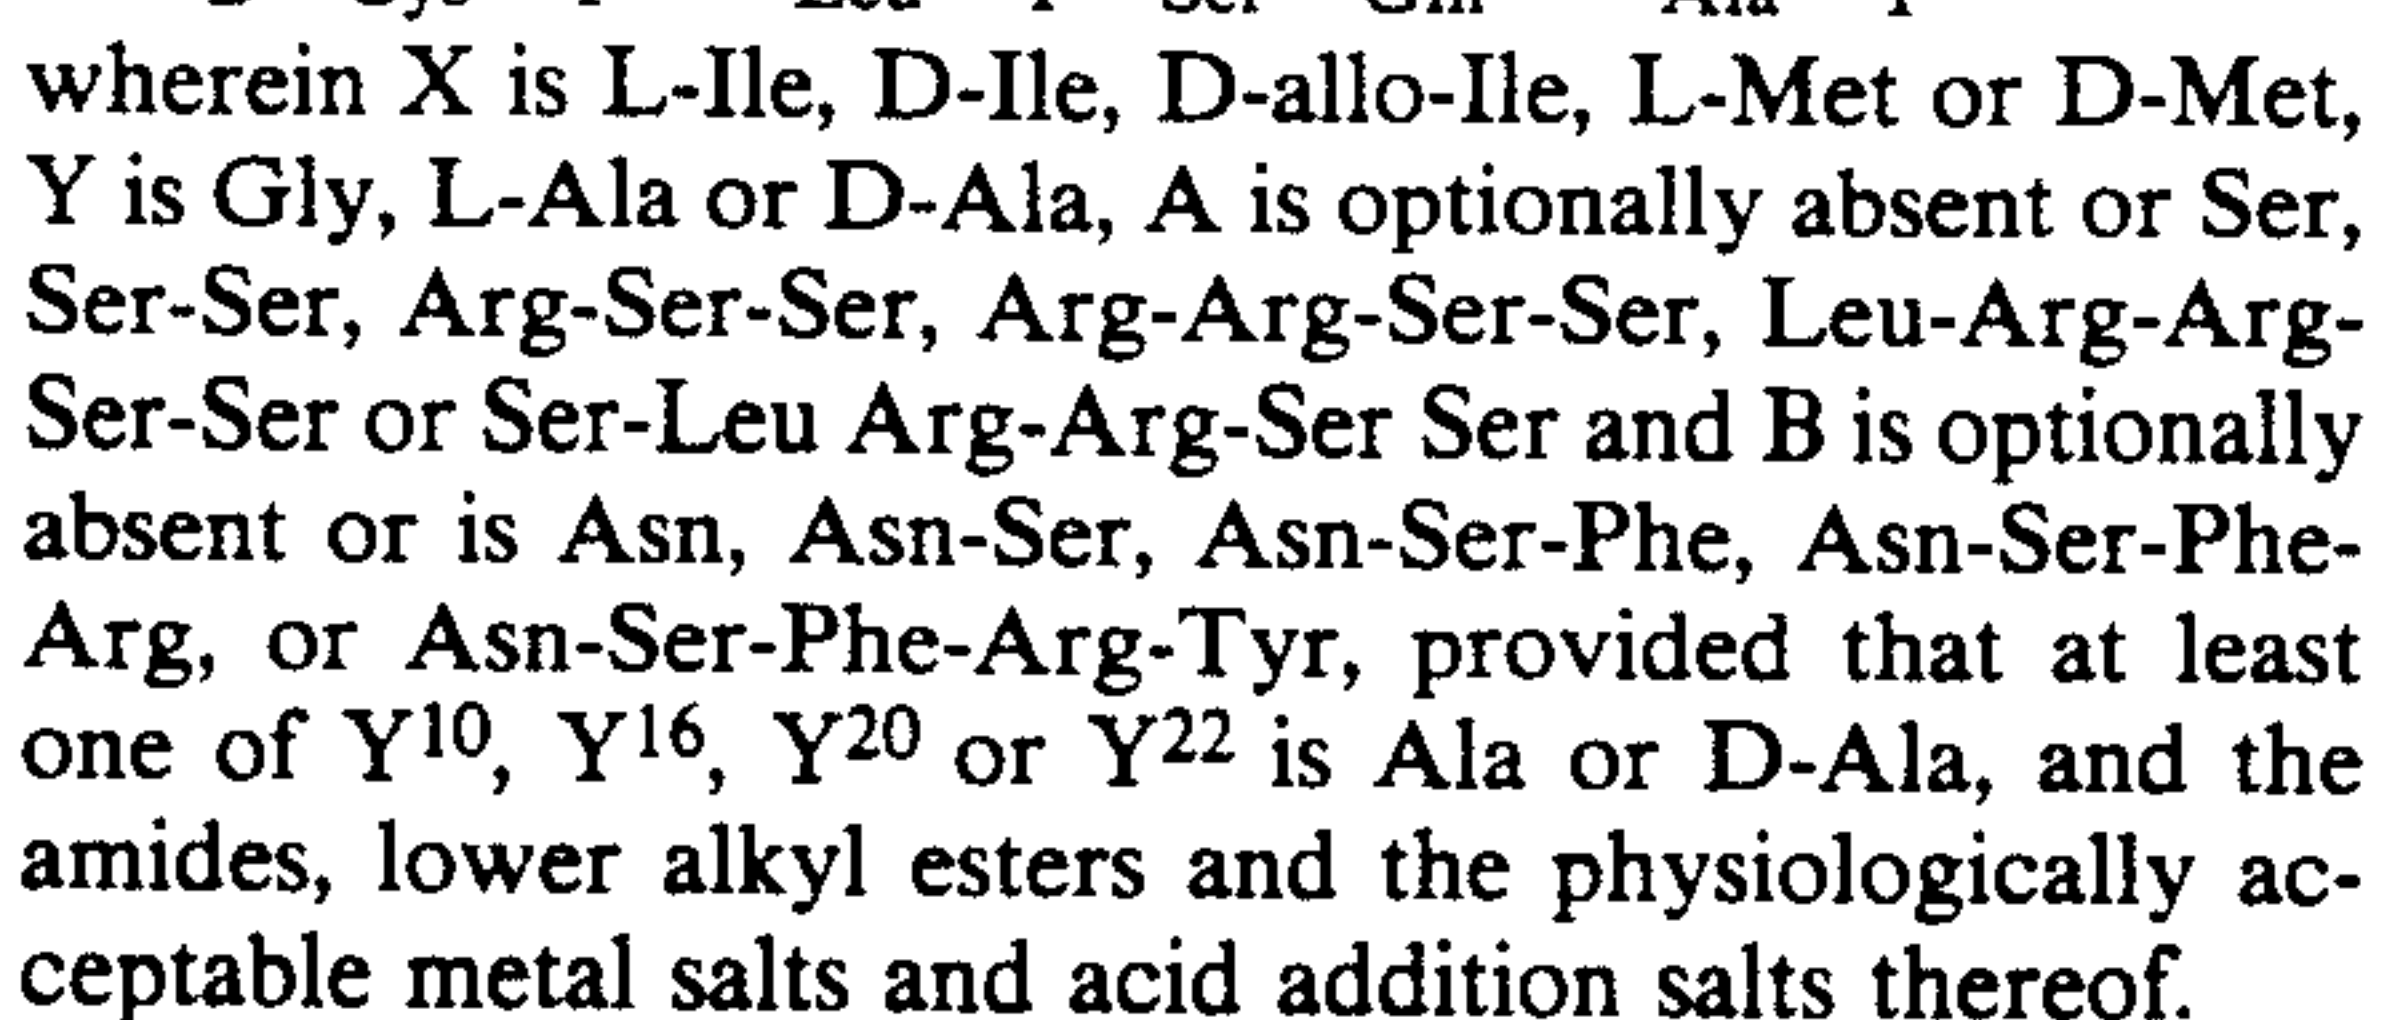 wherein X is L-Ile, D-Ile, D-allo-Ile, L-Met or D-Met,
Y is Gly, L-Ala or D-Ala, A is optionally absent or Ser,
Ser-Ser, Arg-Ser-Ser, Arg-Arg-Ser-Ser, Leu-Arg-Arg-
Ser-Ser or Ser-Leu Arg-Arg-Ser Ser and B is optionally
absent or is Asn, Asn-Ser, Asn-Ser-Phe, Asn-Ser-Phe-
Arg, or Asn-Ser-Phe-Arg-Tyr, provided that at least
one of Y¹⁰, Y¹⁶, Y²⁰ or Y²² is Ala or D-Ala, and the
amides, lower alkyl esters and the physiologically ac-
ceptable metal salts and acid addition salts thereof.